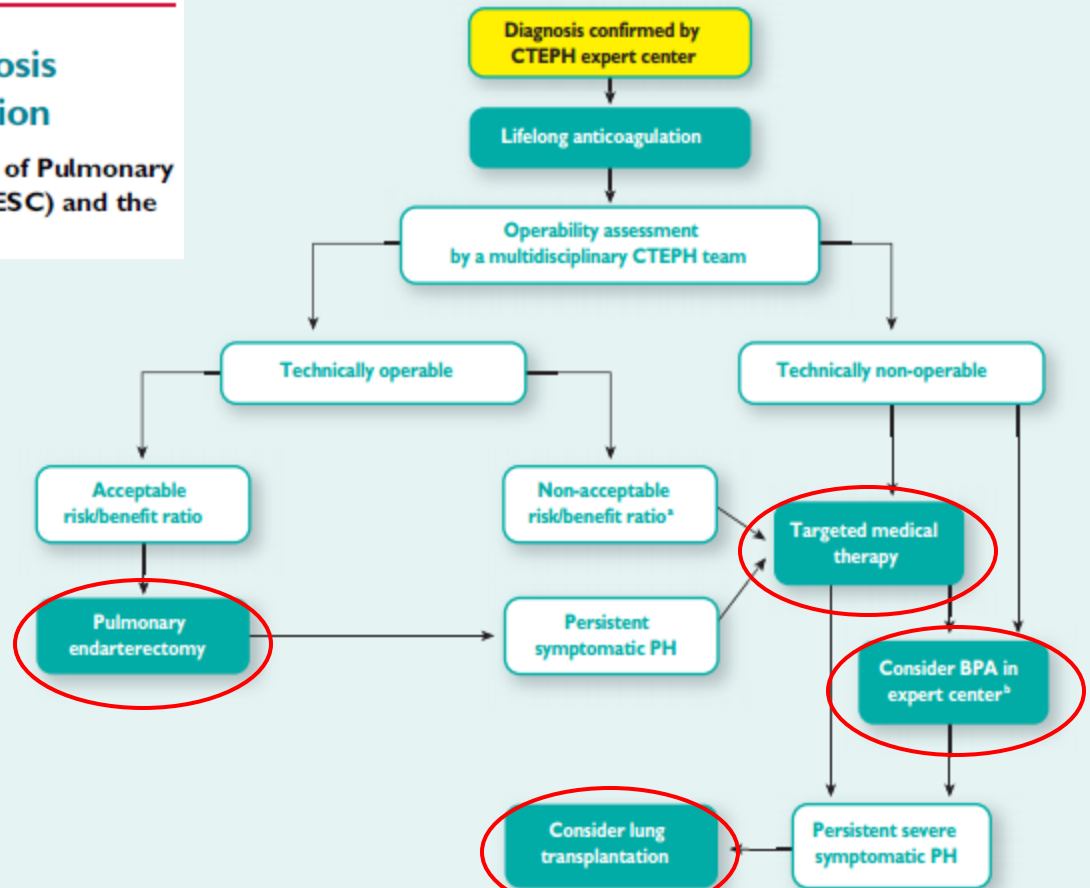 osis
ion
of Pulmonary
ESC) and the
Diagnosis confirmed by
CTEPH expert center
Lifelong anticoagulation
Operability assessment
by a multidisciplinary CTEPH team
Technically operable
Technically non-operable
Acceptable
risk/benefit ratio
Non-acceptable
risk/benefit ratioᵃ
Targeted medical
therapy
Pulmonary
endarterectomy
Persistent
symptomatic PH
Consider BPA in
expert centerᵇ
Consider lung
transplantation
Persistent severe
symptomatic PH